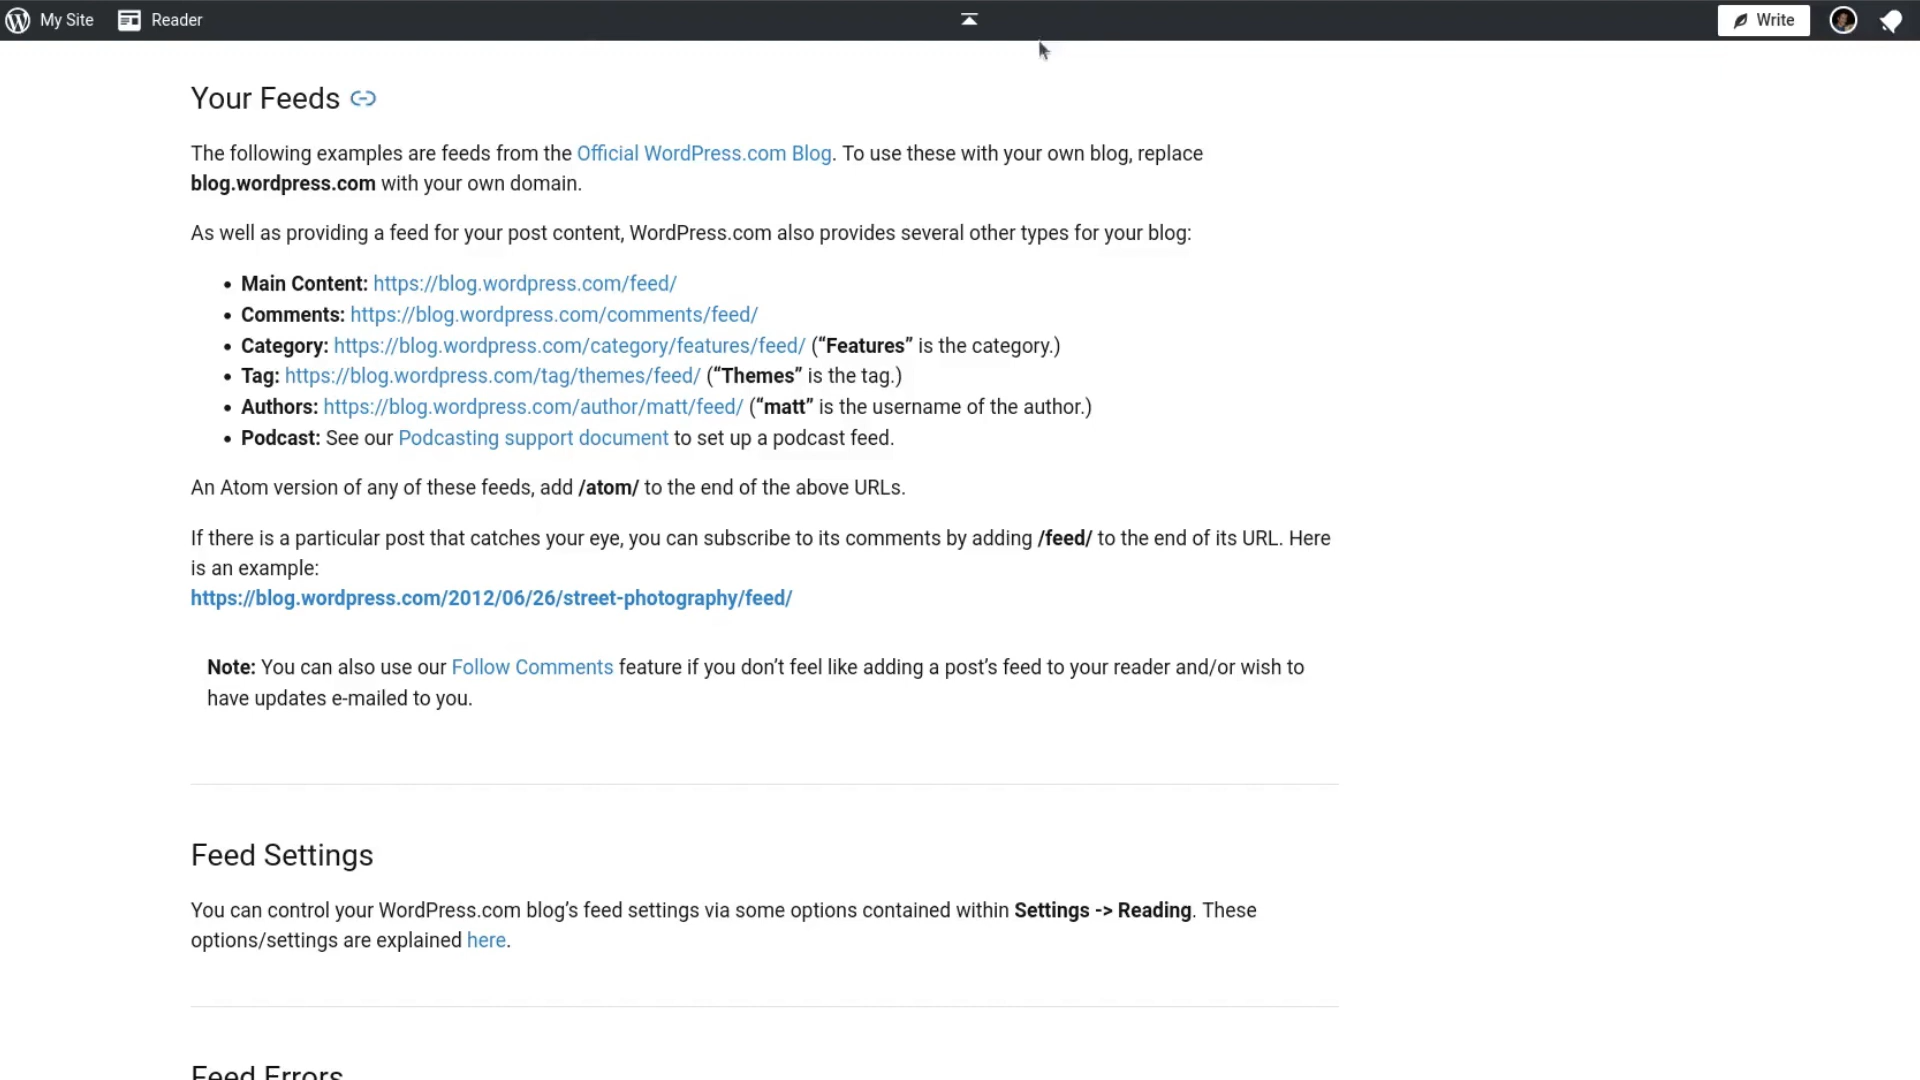 My Site
Reader
Write
Your Feeds
The following examples are feeds from the Official WordPress.com Blog. To use these with your own blog, replace
blog.wordpress.com with your own domain.
As well as providing a feed for your post content, WordPress.com also provides several other types for your blog:
• Main Content: https://blog.wordpress.com/feed/
• Comments: https://blog.wordpress.com/comments/feed/
• Category: https://blog.wordpress.com/category/features/feed/ (“Features” is the category.)
• Tag: https://blog.wordpress.com/tag/themes/feed/ (“Themes” is the tag.)
• Authors: https://blog.wordpress.com/author/matt/feed/ (“matt” is the username of the author.)
• Podcast: See our Podcasting support document to set up a podcast feed.
An Atom version of any of these feeds, add /atom/ to the end of the above URLs.
If there is a particular post that catches your eye, you can subscribe to its comments by adding /feed/ to the end of its URL. Here
is an example:
https://blog.wordpress.com/2012/06/26/street-photography/feed/
Note: You can also use our Follow Comments feature if you don’t feel like adding a post’s feed to your reader and/or wish to
have updates e-mailed to you.
Feed Settings
You can control your WordPress.com blog’s feed settings via some options contained within Settings -> Reading. These
options/settings are explained here.
Feed Errors